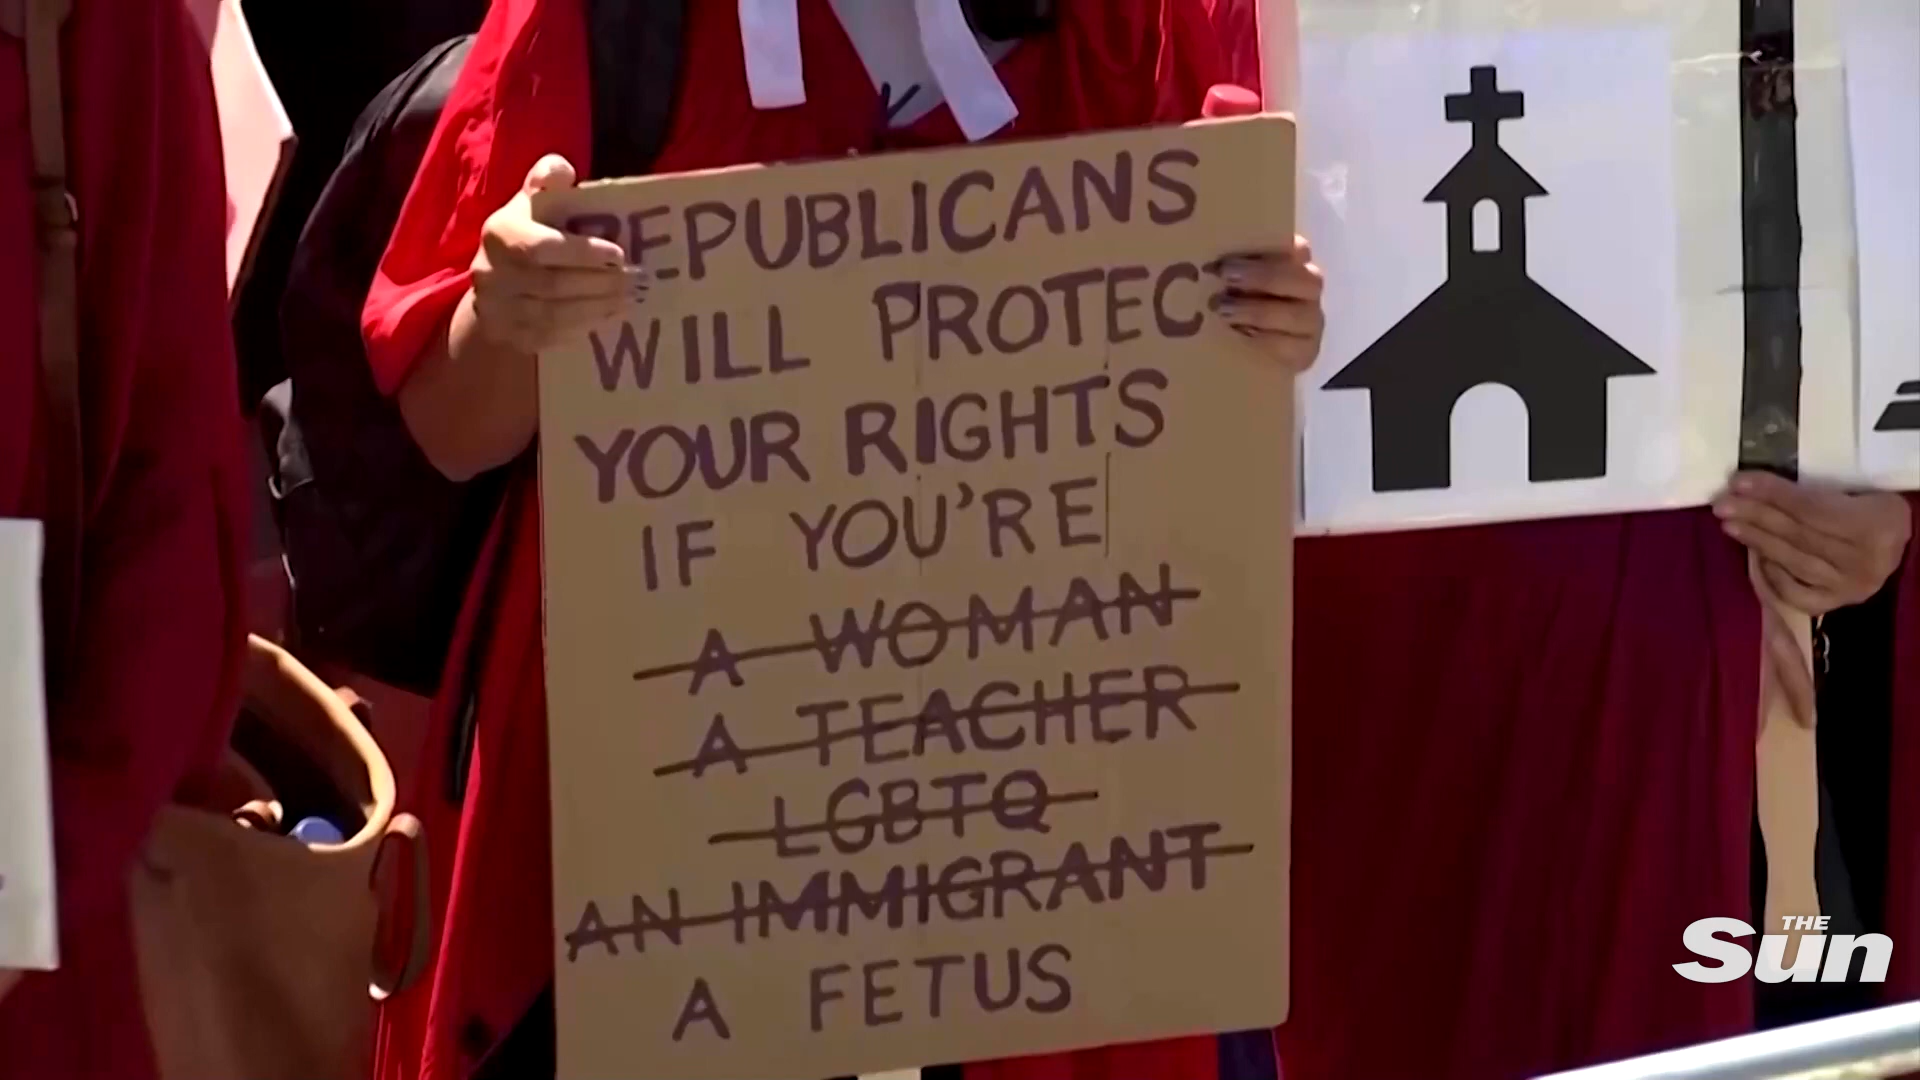 REPUBLICANS
WILL PROTECT
YOUR RIGHTS
IF YOU'RE
A WOMAN
A TEACHER
LGBTQ
AN IMMIGRANT
A FETUS
THE
Sun